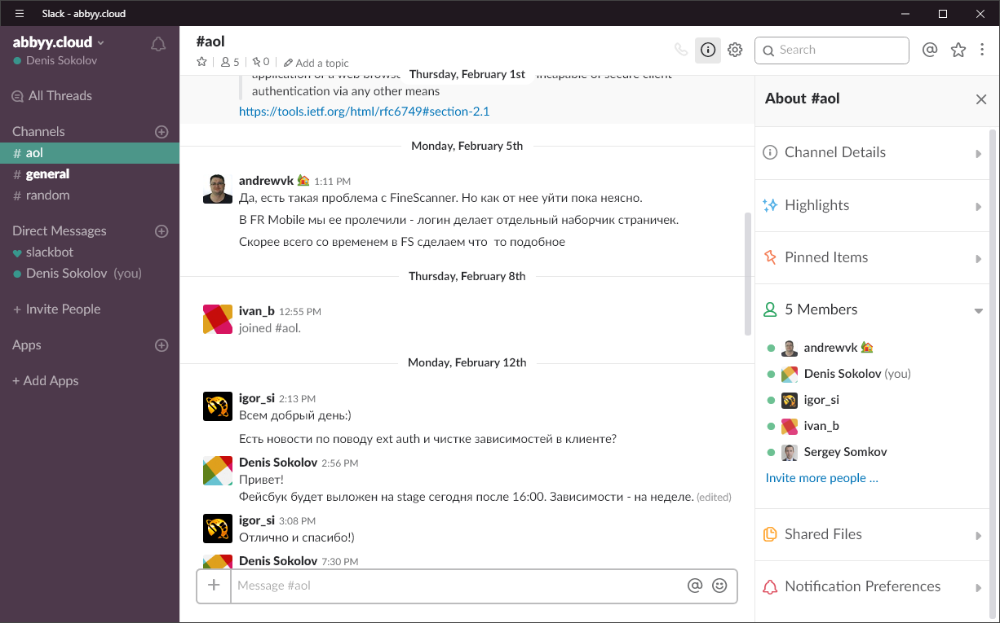 Slack - abbyy.cloud
abbyy.cloud
Denis Sokolov
All Threads
Channels
# aol
# general
# random
Direct Messages
slackbot
Denis Sokolov (you)
+ Invite People
Apps
+ Add Apps
#aol
5
0
Add a topic
Search
Thursday, February 1st
application or a web browse incapable of secure client
authentication via any other means
https://tools.ietf.org/html/rfc6749#section-2.1
Monday, February 5th
andrewvk 1:11 PM
Да, есть такая проблема с FineScanner. Но как от нее уйти пока неясно.
В FR Mobile мы ее пролечили - логин делает отдельный наборчик страничек.
Скорее всего со временем в FS сделаем что то подобное
Thursday, February 8th
ivan_b 12:55 PM
joined #aol.
Monday, February 12th
igor_si 2:13 PM
Всем добрый день:)
Есть новости по поводу ext auth и чистке зависимостей в клиенте?
Denis Sokolov 2:56 PM
Привет!
Фейсбук будет выложен на stage сегодня после 16:00. Зависимости - на неделе. (edited)
igor_si 3:08 PM
Отлично и спасибо!)
Denis Sokolov 7:30 PM
Message #aol
About #aol
Channel Details
Highlights
Pinned Items
5 Members
andrewvk
Denis Sokolov (you)
igor_si
ivan_b
Sergey Somkov
Invite more people ...
Shared Files
Notification Preferences